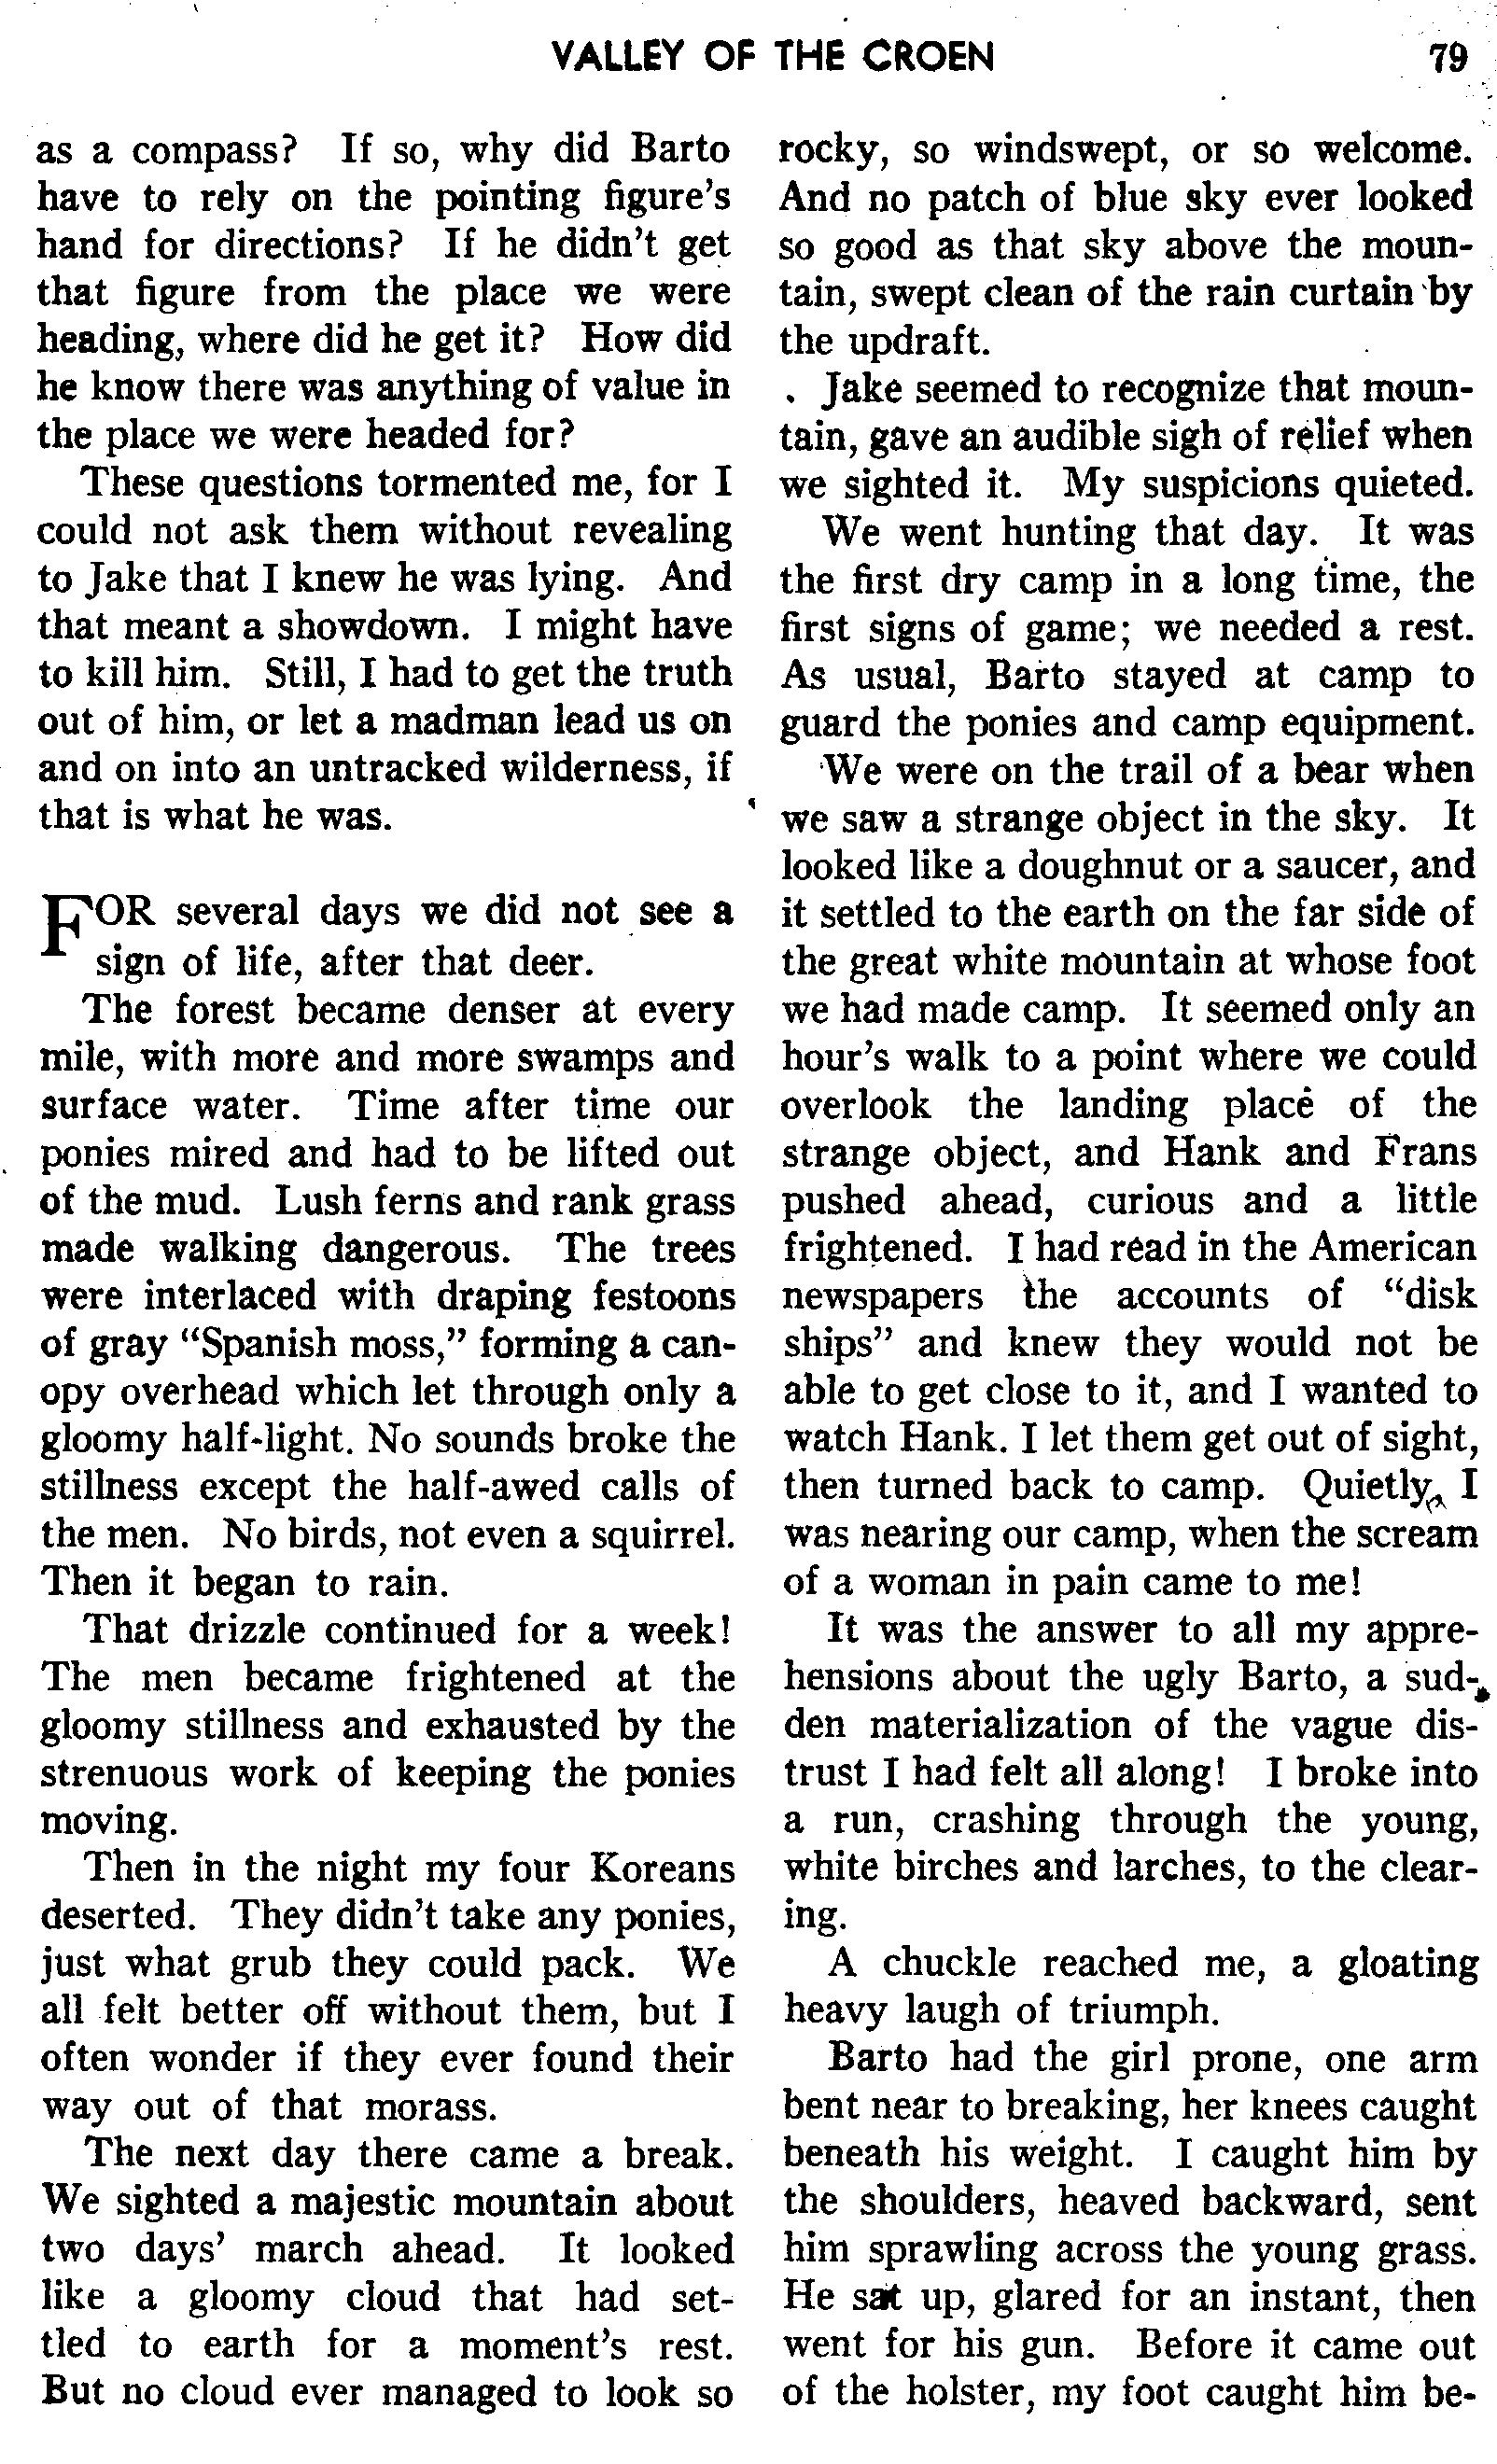 VALLEY OF THE CROEN 79
as a compass? If so, why did Barto
have to rely on the pointing figure's
hand for directions? If he didn't get
that figure from the place we were
heading, where did he get it? How did
he know there was anything of value in
the place we were headed for?
These questions tormented me, for I
could not ask them without revealing
to Jake that I knew he was lying. And
that meant a showdown. I might have
to kill him. Still, I had to get the truth
out of him, or let a madman lead us on
and on into an untracked wilderness, if
that is what he was.
FOR several days we did not see a
sign of life, after that deer.
The forest became denser at every
mile, with more and more swamps and
surface water. Time after time our
ponies mired and had to be lifted out
of the mud. Lush ferns and rank grass
made walking dangerous. The trees
were interlaced with draping festoons
of gray "Spanish moss," forming a can-
opy overhead which let through only a
gloomy half-light. No sounds broke the
stillness except the half-awed calls of
the men. No birds, not even a squirrel.
Then it began to rain.
That drizzle continued for a week!
The men became frightened at the
gloomy stillness and exhausted by the
strenuous work of keeping the ponies
moving.
Then in the night my four Koreans
deserted. They didn't take any ponies,
just what grub they could pack. We
all felt better off without them, but I
often wonder if they ever found their
way out of that morass.
The next day there came a break.
We sighted a majestic mountain about
two days' march ahead. It looked
like a gloomy cloud that had set-
tled to earth for a moment's rest.
But no cloud ever managed to look so
rocky, so windswept, or so welcome.
And no patch of blue sky ever looked
so good as that sky above the moun-
tain, swept clean of the rain curtain by
the updraft.
Jake seemed to recognize that moun-
tain, gave an audible sigh of relief when
we sighted it. My suspicions quieted.
We went hunting that day. It was
the first dry camp in a long time, the
first signs of game; we needed a rest.
As usual, Barto stayed at camp to
guard the ponies and camp equipment.
We were on the trail of a bear when
we saw a strange object in the sky. It
looked like a doughnut or a saucer, and
it settled to the earth on the far side of
the great white mountain at whose foot
we had made camp. It seemed only an
hour's walk to a point where we could
overlook the landing place of the
strange object, and Hank and Frans
pushed ahead, curious and a little
frightened. I had read in the American
newspapers the accounts of "disk
ships" and knew they would not be
able to get close to it, and I wanted to
watch Hank. I let them get out of sight,
then turned back to camp. Quietly, I
was nearing our camp, when the scream
of a woman in pain came to me!
It was the answer to all my appre-
hensions about the ugly Barto, a sud-
den materialization of the vague dis-
trust I had felt all along! I broke into
a run, crashing through the young,
white birches and larches, to the clear-
ing.
A chuckle reached me, a gloating
heavy laugh of triumph.
Barto had the girl prone, one arm
bent near to breaking, her knees caught
beneath his weight. I caught him by
the shoulders, heaved backward, sent
him sprawling across the young grass.
He sat up, glared for an instant, then
went for his gun. Before it came out
of the holster, my foot caught him be-